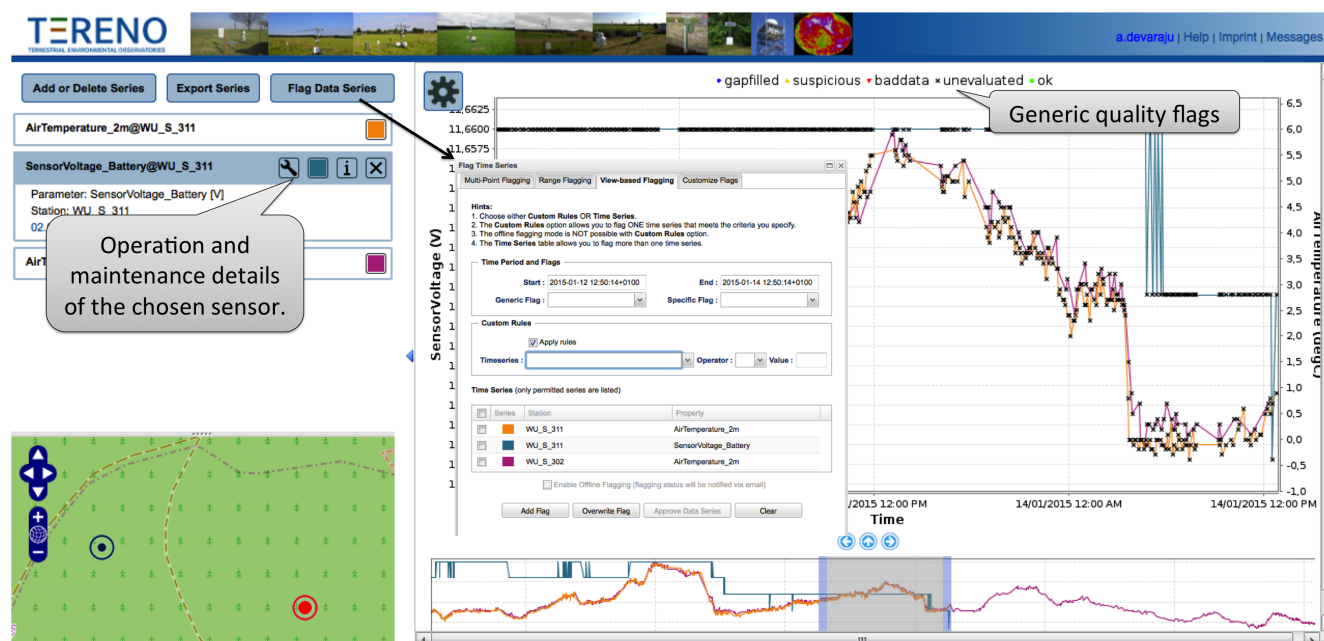 TERENO
TERRESTRIAL ENVIRONMENTAL OBSERVATORIES
a.devaraju | Help | Imprint | Messages
Add or Delete Series
Export Series
Flag Data Series
AirTemperature_2m@WU_S_311
SensorVoltage_Battery@WU_S_311
Parameter: SensorVoltage_Battery [V]
Station: WU_S_311
02.
AirT
Operation and
maintenance details
of the chosen sensor.
gapfilled suspicious baddata unevaluated ok
Generic quality flags
11,6625
11,6600
11,6575
SensorVoltage (V)
Flag Time Series
Multi-Point Flagging Range Flagging View-based Flagging Customize Flags
Hints:
1. Choose either Custom Rules OR Time Series.
2. The Custom Rules option allows you to flag ONE time series that meets the criteria you specify.
3. The offline flagging mode is NOT possible with Custom Rules option.
4. The Time Series table allows you to flag more than one time series.
Time Period and Flags
Start : 2015-01-12 12:50:14+0100 End : 2015-01-14 12:50:14+0100
Generic Flag : Specific Flag :
Custom Rules
Apply rules
Timeseries : Operator : Value :
Time Series (only permitted series are listed)
Series Station Property
WU_S_311 AirTemperature_2m
WU_S_311 SensorVoltage_Battery
WU_S_302 AirTemperature_2m
Enable Offline Flagging (flagging status will be notified via email)
Add Flag Overwrite Flag Approve Data Series Clear
6,5
6,0
5,5
5,0
4,5
4,0
3,5
3,0
2,5
2,0
1,5
1,0
0,5
0,0
-0,5
-1,0
AirTemperature (degC)
/2015 12:00 PM 14/01/2015 12:00 AM 14/01/2015 12:00 PM
Time